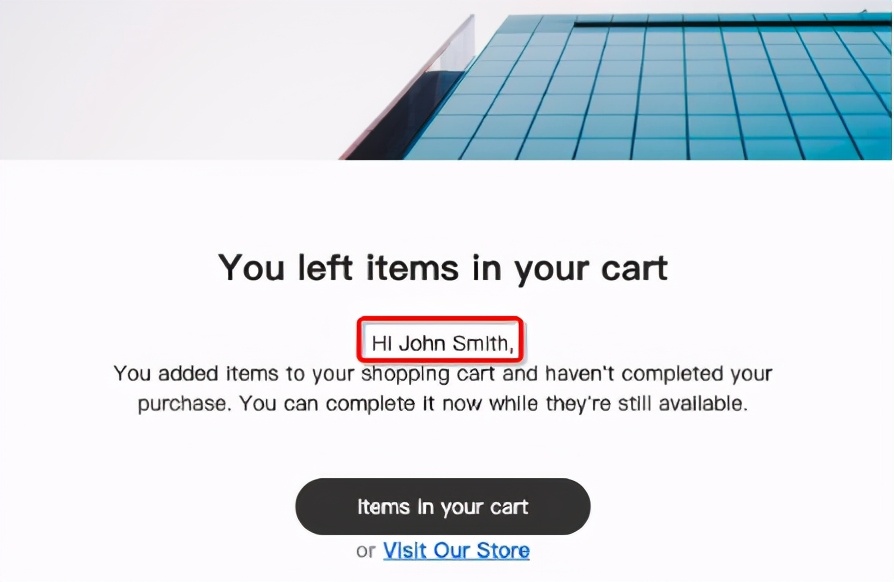 You left items in your cart
Hi John Smith,
You added items to your shopping cart and haven't completed your
purchase. You can complete it now while they're still available.
Items in your cart
or Visit Our Store